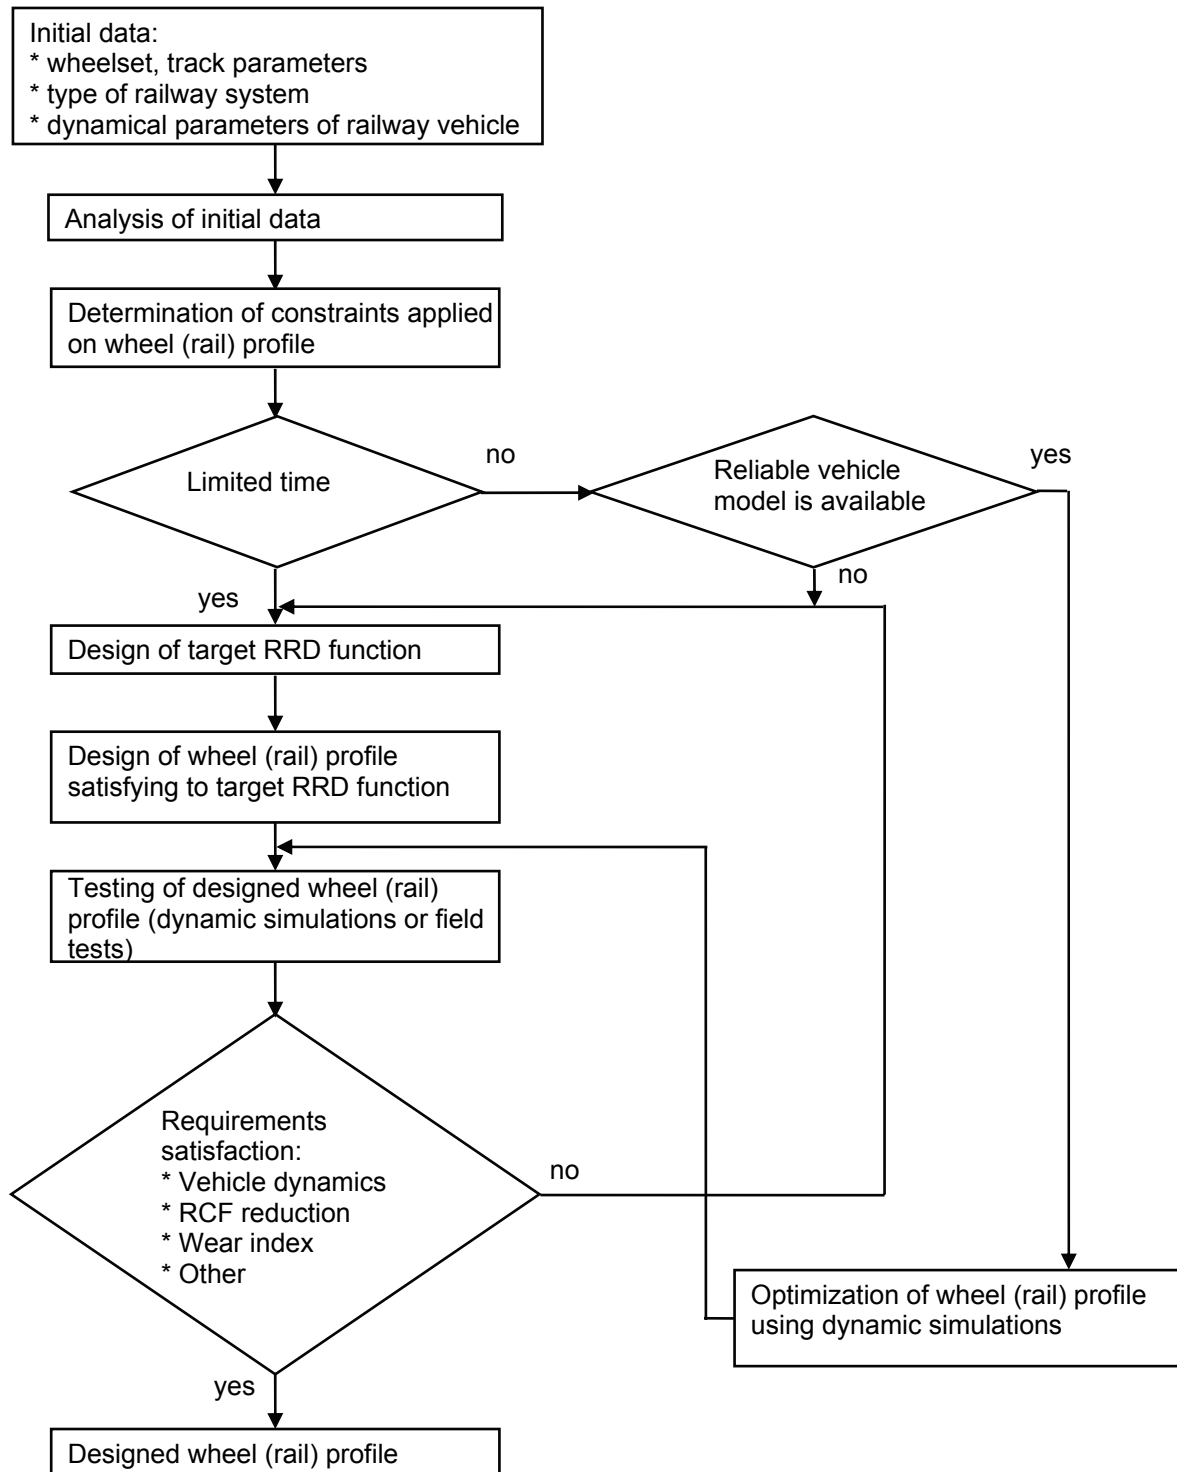 Initial data:
* wheelset, track parameters
* type of railway system
* dynamical parameters of railway vehicle
Analysis of initial data
Determination of constraints applied
on wheel (rail) profile
Limited time
no
Reliable vehicle
model is available
yes
no
yes
Design of target RRD function
Design of wheel (rail) profile
satisfying to target RRD function
Testing of designed wheel (rail)
profile (dynamic simulations or field
tests)
Requirements
satisfaction:
* Vehicle dynamics
* RCF reduction
* Wear index
* Other
no
Optimization of wheel (rail) profile
using dynamic simulations
yes
Designed wheel (rail) profile